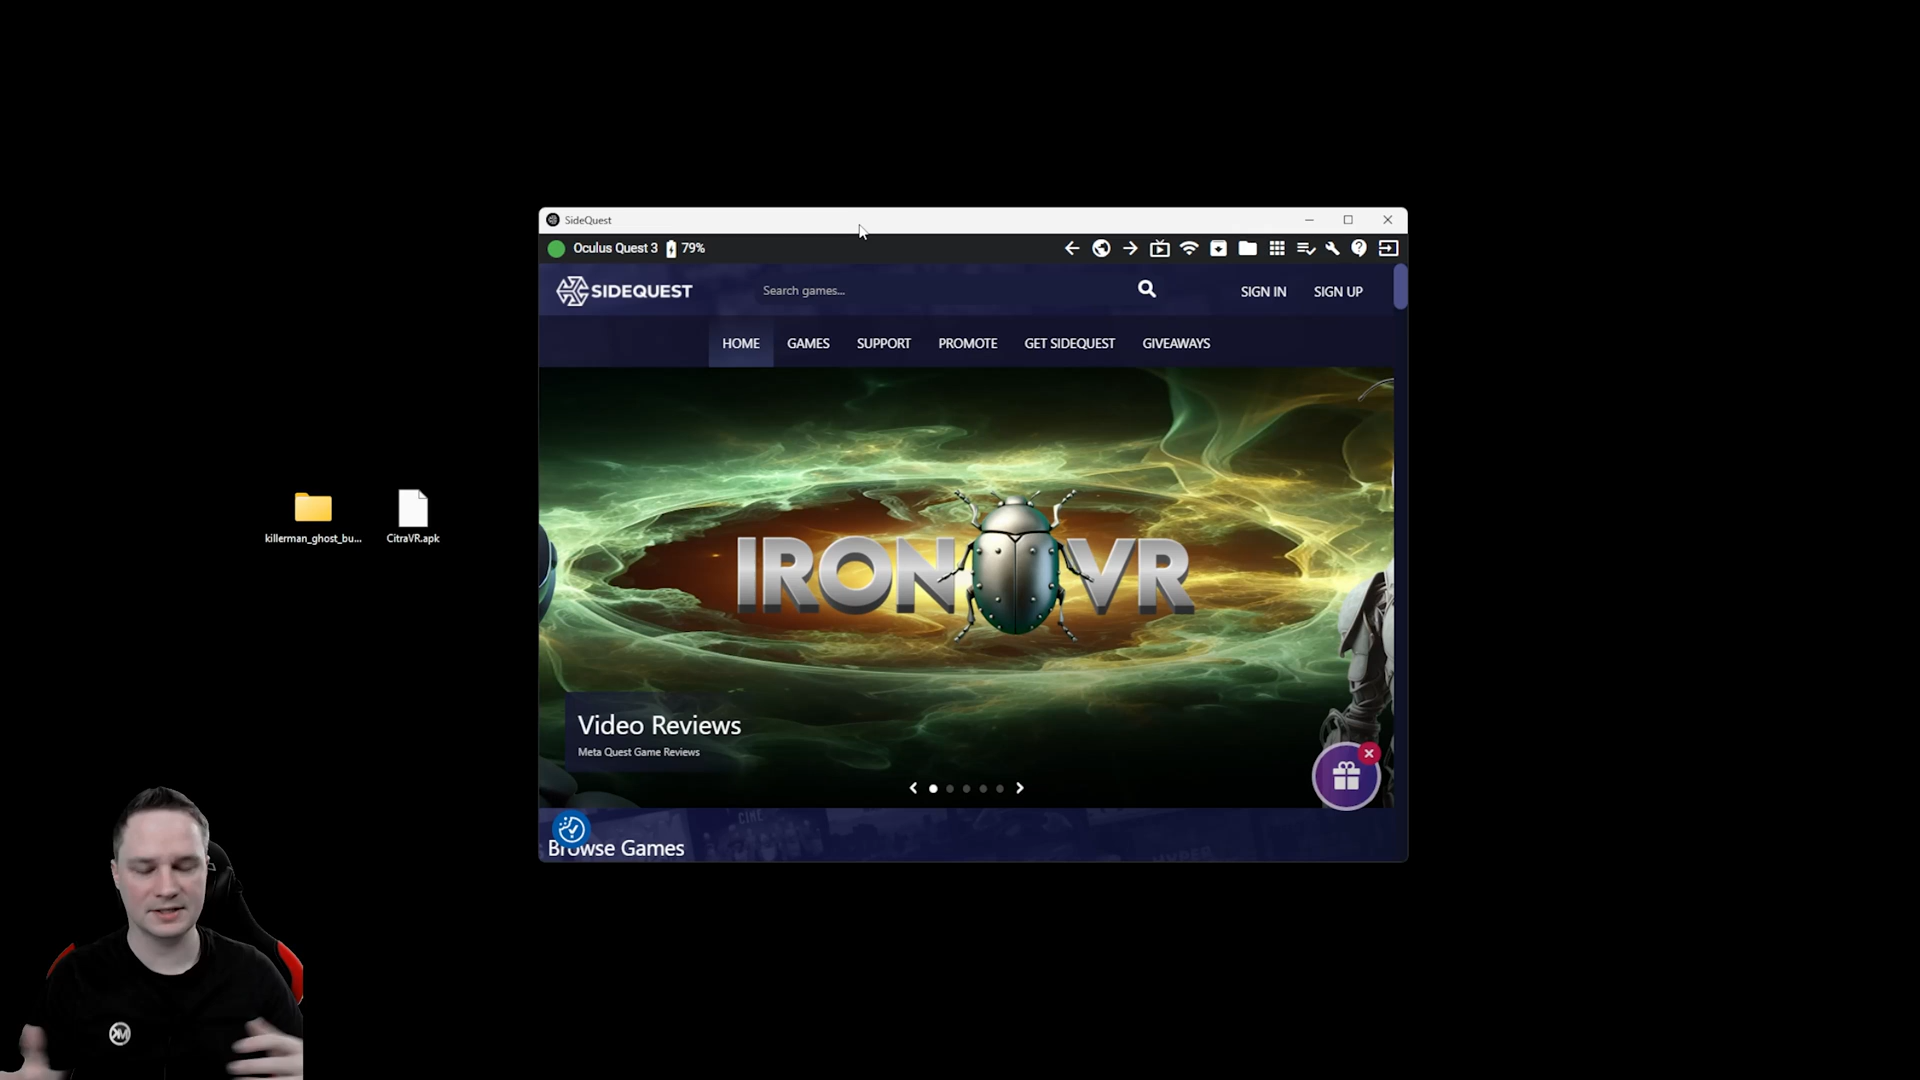 SideQuest
Oculus Quest 3 79%
SIDEQUEST
Search games...
SIGN IN
SIGN UP
HOME
GAMES
SUPPORT
PROMOTE
GET SIDEQUEST
GIVEAWAYS
IRON VR
killerman_ghost_bu...
CitraVR.apk
Video Reviews
Meta Quest Game Reviews
Browse Games
KM